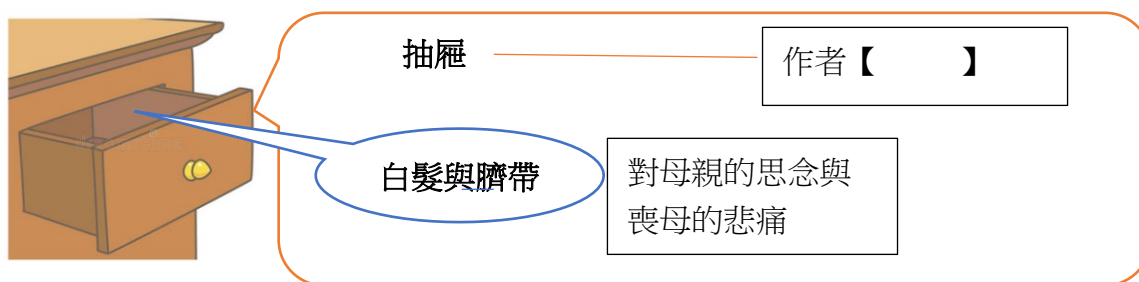 抽屜
作者【　　　】
白髮與臍帶
對母親的思念與
喪母的悲痛